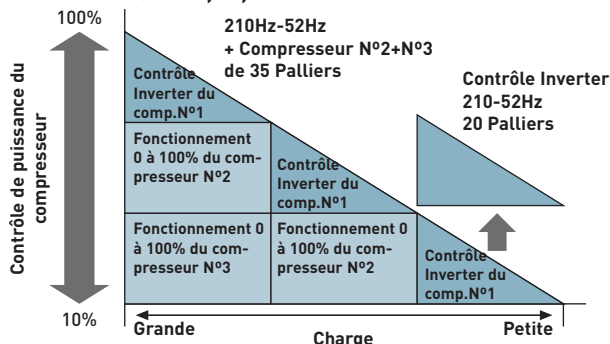 100%
210Hz-52Hz
+ Compresseur Nº2+Nº3
de 35 Palliers
Contrôle de puissance du
compresseur
Contrôle
Inverter du
comp.Nº1
Fonctionnement
0 à 100% du com-
presseur Nº2
Fonctionnement 0
à 100% du com-
presseur Nº3
Contrôle
Inverter du
comp.Nº1
Fonctionnement 0
à 100% du com-
presseur Nº2
Contrôle Inverter
210-52Hz
20 Palliers
Contrôle
Inverter du
comp.Nº1
10%
Grande
Charge
Petite